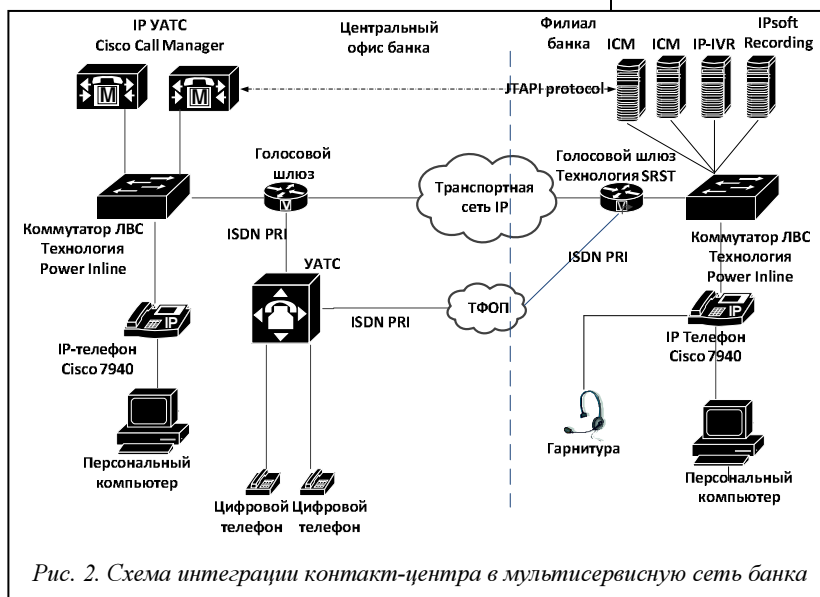 IP УАТС
Cisco Call Manager
Центральный
офис банка
Филиал
банка
ICM
ICM
IP-IVR
IPsoft
Recording
JTAPI protocol
M
M
Голосовой
шлюз
M
Транспортная
сеть IP
Голосовой шлюз
Технология SRST
M
Коммутатор ЛВС
Технология
Power Inline
ISDN PRI
УАТС
ISDN PRI
ТФОП
ISDN PRI
Коммутатор ЛВС
Технология
Power Inline
IP
IP-телефон
Cisco 7940
IP
IP Телефон
Cisco 7940
Персональный
компьютер
Цифровой
телефон
Цифровой
телефон
Гарнитура
Персональный
компьютер
Рис. 2. Схема интеграции контакт-центра в мультисервисную сеть банка